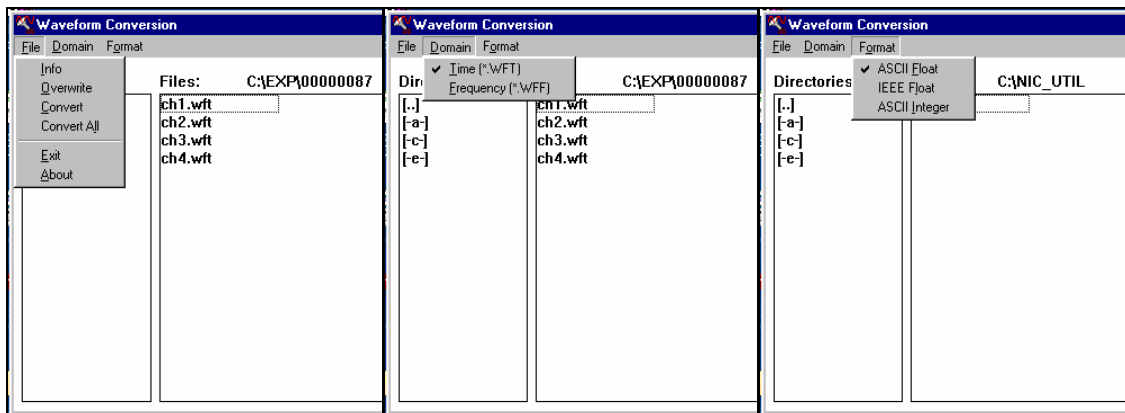 Waveform Conversion
File Domain Format
Info
Overwrite
Convert
Convert All
Exit
About
Files: C:\EXP\00000087
ch1.wft
ch2.wft
ch3.wft
ch4.wft
Waveform Conversion
File Domain Format
Time (*.WFT)
Frequency (*.WFF)
C:\EXP\00000087
[..]
[-a-]
[-c-]
[-e-]
ch1.wft
ch2.wft
ch3.wft
ch4.wft
Waveform Conversion
File Domain Format
ASCII Float
IEEE Float
ASCII Integer
Directories C:\NIC_UTIL
[..]
[-a-]
[-c-]
[-e-]